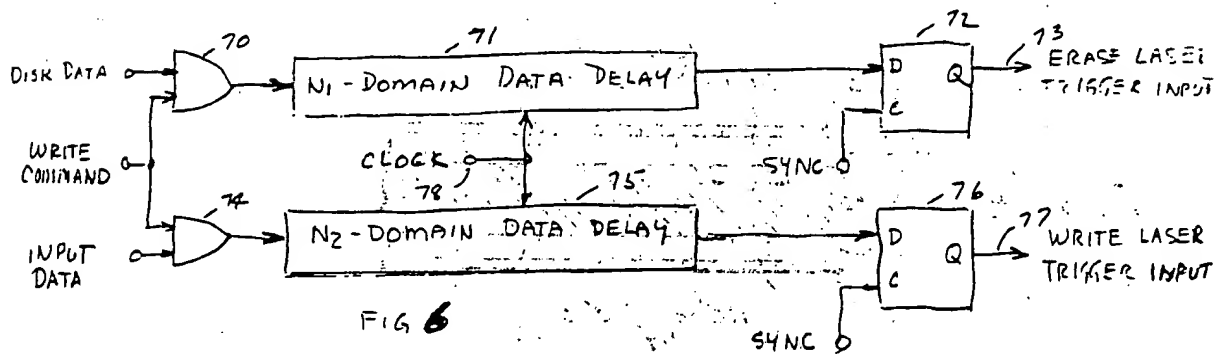 70
DISK DATA
WRITE
COMMAND
74
INPUT
DATA
71
N1-DOMAIN DATA DELAY
CLOCK
78
75
N2-DOMAIN DATA DELAY
72
D
Q
C
SYNC
73
ERASE LASER
TRIGGER INPUT
76
D
Q
C
SYNC
77
WRITE LASER
TRIGGER INPUT
FIG 6